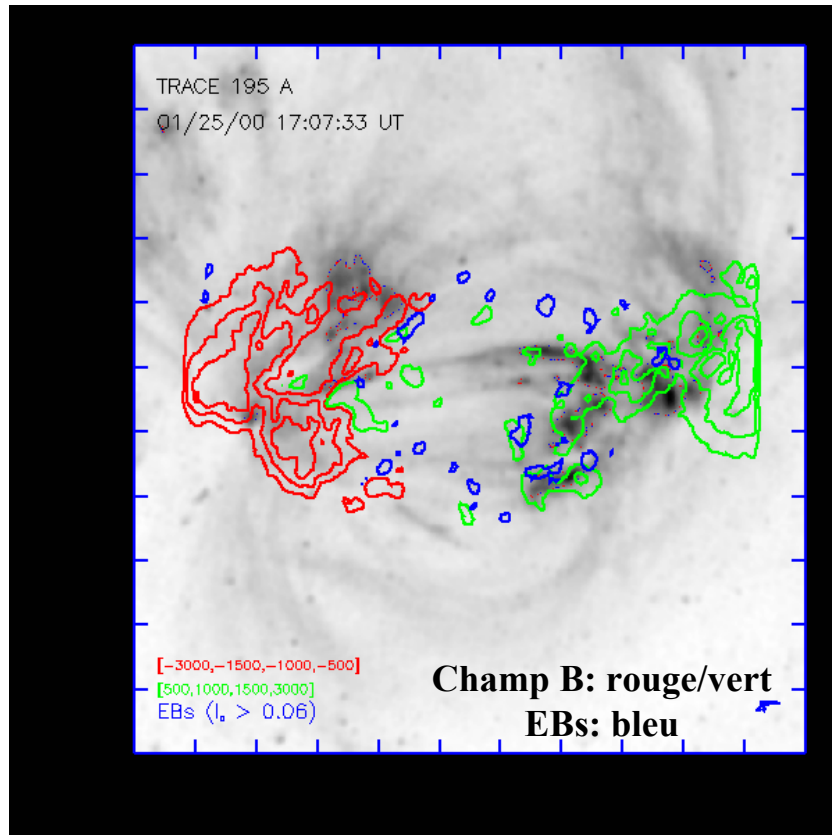 TRACE 195 A
01/25/00 17:07:33 UT
[-3000,-1500,-1000,-500]
[500,1000,1500,3000]
EBs (Iₐ > 0.06)
Champ B: rouge/vert
EBs: bleu